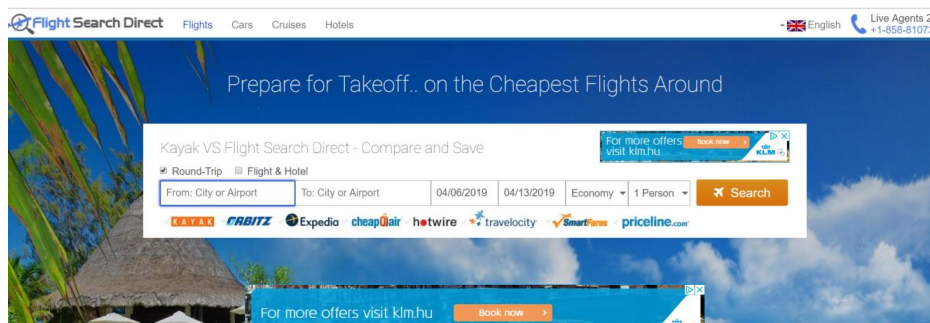 Flight Search Direct Flights Cars Cruises Hotels English Live Agents 2
+1-858-8107
Prepare for Takeoff.. on the Cheapest Flights Around
Kayak VS Flight Search Direct - Compare and Save
For more offers visit klm.hu Book now KLM
Round-Trip Flight & Hotel
From: City or Airport To: City or Airport 04/06/2019 04/13/2019 Economy 1 Person Search
KAYAK ORBITZ Expedia cheapOair hotwire travelocity SmartFares priceline.com
For more offers visit klm.hu Book now